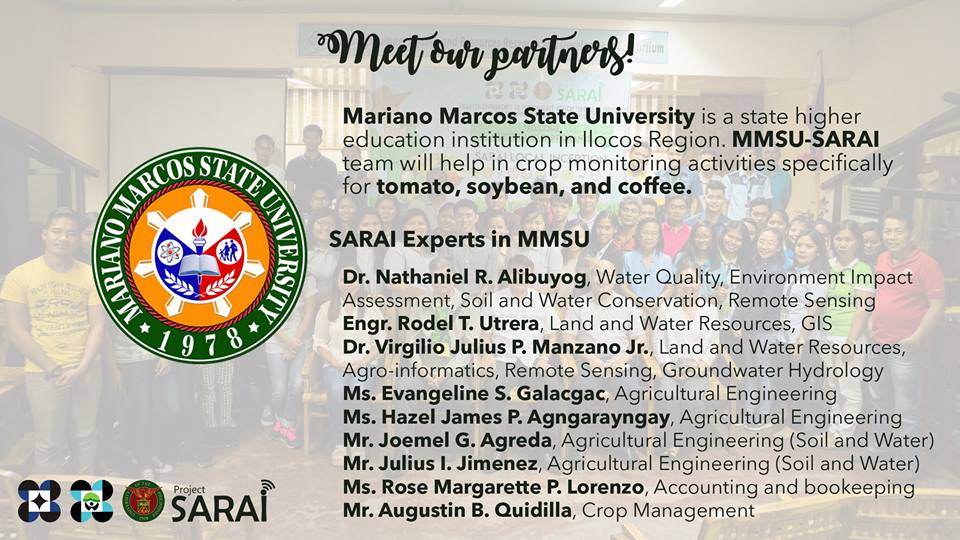 Meet our partners!
Mariano Marcos State University is a state higher
education institution in Ilocos Region. MMSU-SARAI
team will help in crop monitoring activities specifically
for tomato, soybean, and coffee.
SARAI Experts in MMSU
Dr. Nathaniel R. Alibuyog, Water Quality, Environment Impact
Assessment, Soil and Water Conservation, Remote Sensing
Engr. Rodel T. Utrera, Land and Water Resources, GIS
Dr. Virgilio Julius P. Manzano Jr., Land and Water Resources,
Agro-informatics, Remote Sensing, Groundwater Hydrology
Ms. Evangeline S. Galacgac, Agricultural Engineering
Ms. Hazel James P. Agngarayngay, Agricultural Engineering
Mr. Joemel G. Agreda, Agricultural Engineering (Soil and Water)
Mr. Julius I. Jimenez, Agricultural Engineering (Soil and Water)
Ms. Rose Margarette P. Lorenzo, Accounting and bookeeping
Mr. Augustin B. Quidilla, Crop Management
MARIANO MARCOS STATE UNIVERSITY
1978
Project
SARAI
SARAI